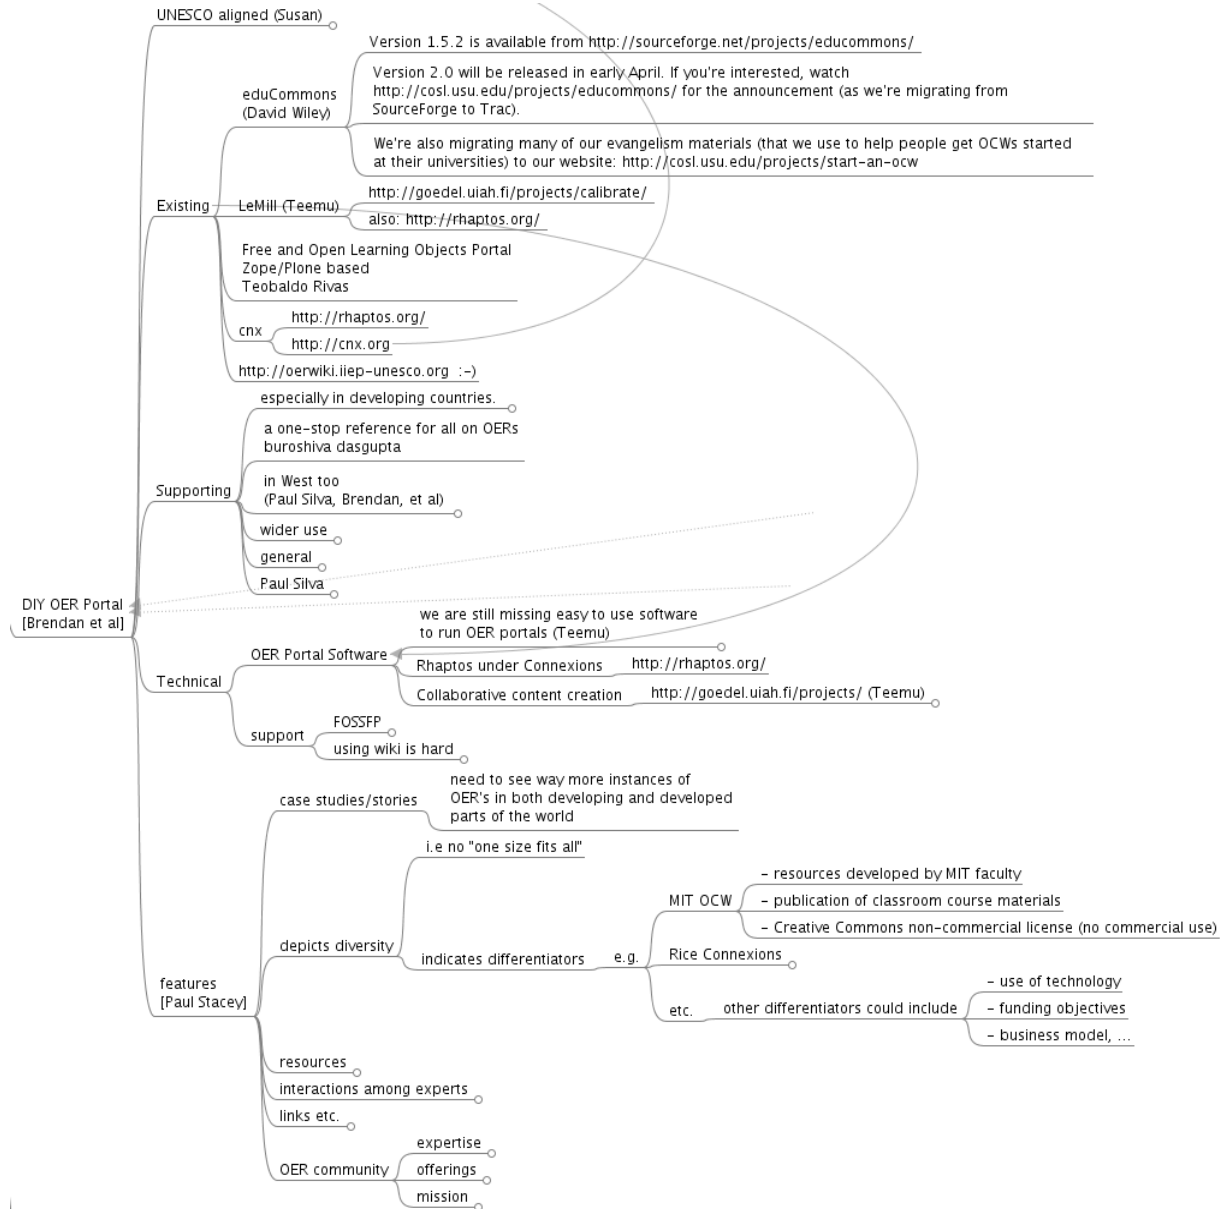 UNESCO aligned (Susan)
Version 1.5.2 is available from http://sourceforge.net/projects/educommons/
Version 2.0 will be released in early April. If you're interested, watch
http://cosl.usu.edu/projects/educommons/ for the announcement (as we're migrating from
SourceForge to Trac).
eduCommons
(David Wiley)
We're also migrating many of our evangelism materials (that we use to help people get OCWs started
at their universities) to our website: http://cosl.usu.edu/projects/start-an-ocw
Existing
LeMill (Teemu)
http://goedel.uiah.fi/projects/calibrate/
also: http://rhaptos.org/
Free and Open Learning Objects Portal
Zope/Plone based
Teobaldo Rivas
cnx
http://rhaptos.org/
http://cnx.org
http://oerwiki.iiep-unesco.org :-)
especially in developing countries.
a one-stop reference for all on OERs
buroshiva dasgupta
Supporting
in West too
(Paul Silva, Brendan, et al)
wider use
general
Paul Silva
DIY OER Portal
[Brendan et al]
we are still missing easy to use software
to run OER portals (Teemu)
OER Portal Software
Rhaptos under Connexions
http://rhaptos.org/
Technical
Collaborative content creation
http://goedel.uiah.fi/projects/ (Teemu)
support
FOSSFP
using wiki is hard
case studies/stories
need to see way more instances of
OER's in both developing and developed
parts of the world
i.e no "one size fits all"
depicts diversity
indicates differentiators
e.g.
MIT OCW
- resources developed by MIT faculty
- publication of classroom course materials
- Creative Commons non-commercial license (no commercial use)
Rice Connexions
etc.
other differentiators could include
- use of technology
- funding objectives
- business model, ...
features
[Paul Stacey]
resources
interactions among experts
links etc.
OER community
expertise
offerings
mission